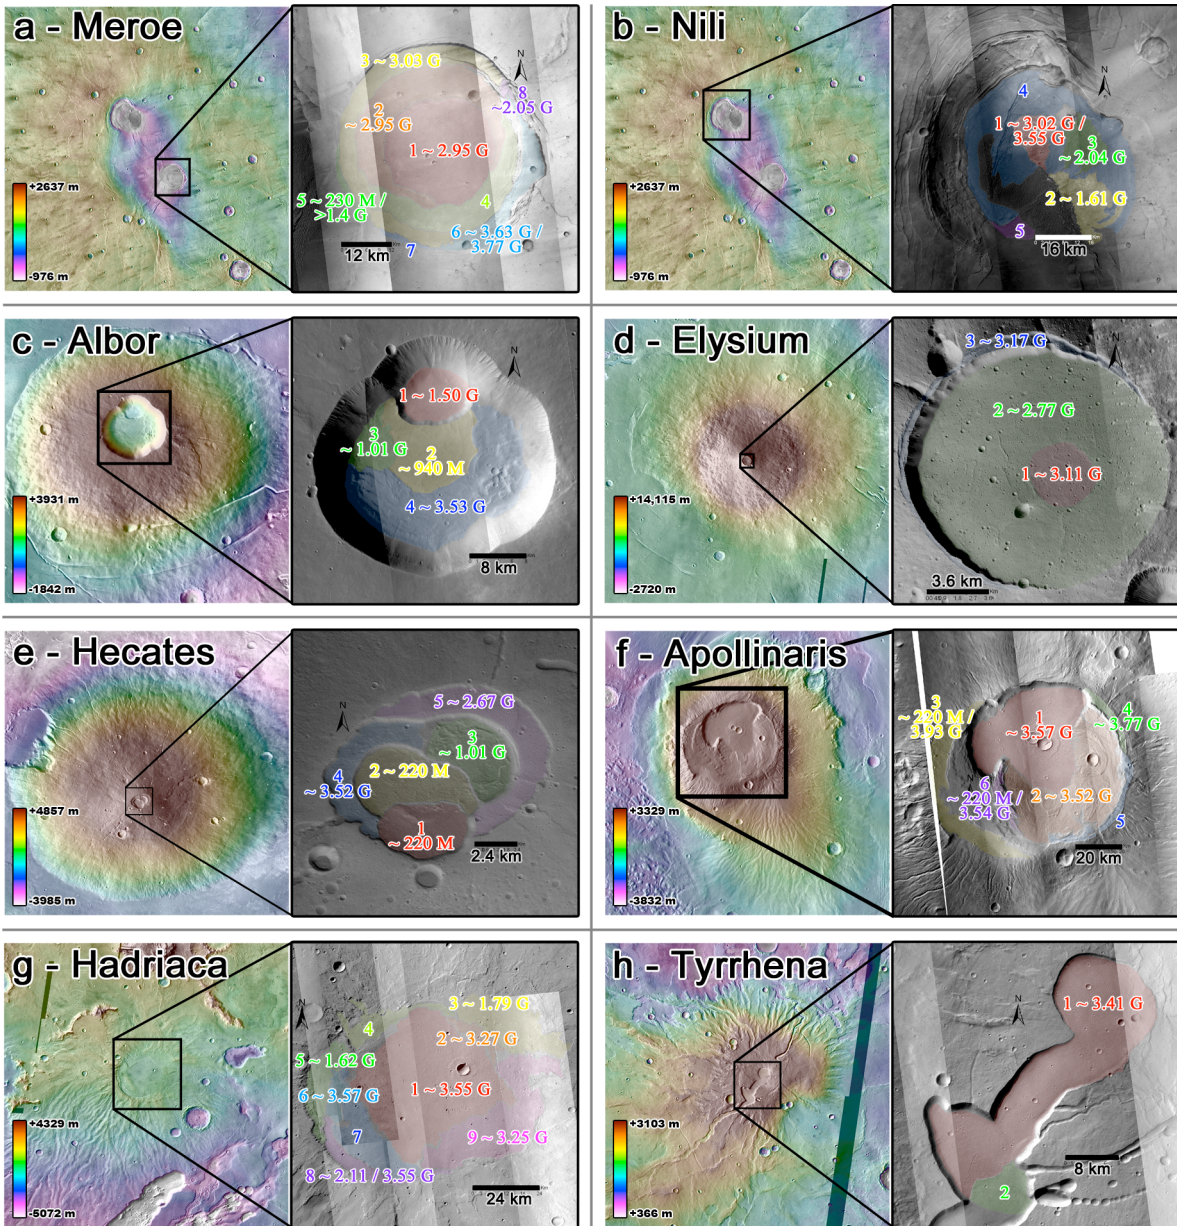 a - Meroe
+2637 m
-976 m
3 ~ 3.03 G
N
8
~2.05 G
2
~ 2.95 G
1 ~ 2.95 G
5 ~ 230 M /
>1.4 G
4
6 ~ 3.63 G /
3.77 G
7
12 km
b - Nili
+2637 m
-976 m
N
4
1 ~ 3.02 G /
3.55 G
3
~ 2.04 G
2 ~ 1.61 G
5
16 km
c - Albor
+3931 m
-1842 m
N
1 ~ 1.50 G
3
~ 1.01 G
2
~ 940 M
4 ~ 3.53 G
8 km
d - Elysium
+14,115 m
-2720 m
3 ~ 3.17 G
N
2 ~ 2.77 G
1 ~ 3.11 G
3.6 km
e - Hecates
+4857 m
-3985 m
N
5 ~ 2.67 G
3
~ 1.01 G
2 ~ 220 M
4
~ 3.52 G
1
~ 220 M
2.4 km
f - Apollinaris
+3329 m
-3832 m
N
3
~ 220 M /
3.93 G
1
~ 3.57 G
4
~ 3.77 G
6
~ 220 M /
3.54 G
2 ~ 3.52 G
5
20 km
g - Hadriaca
+4329 m
-5072 m
N
3 ~ 1.79 G
4
2 ~ 3.27 G
5 ~ 1.62 G
6 ~ 3.57 G
1 ~ 3.55 G
7
9 ~ 3.25 G
8 ~ 2.11 / 3.55 G
24 km
h - Tyrrhena
+3103 m
+366 m
1 ~ 3.41 G
N
8 km
2